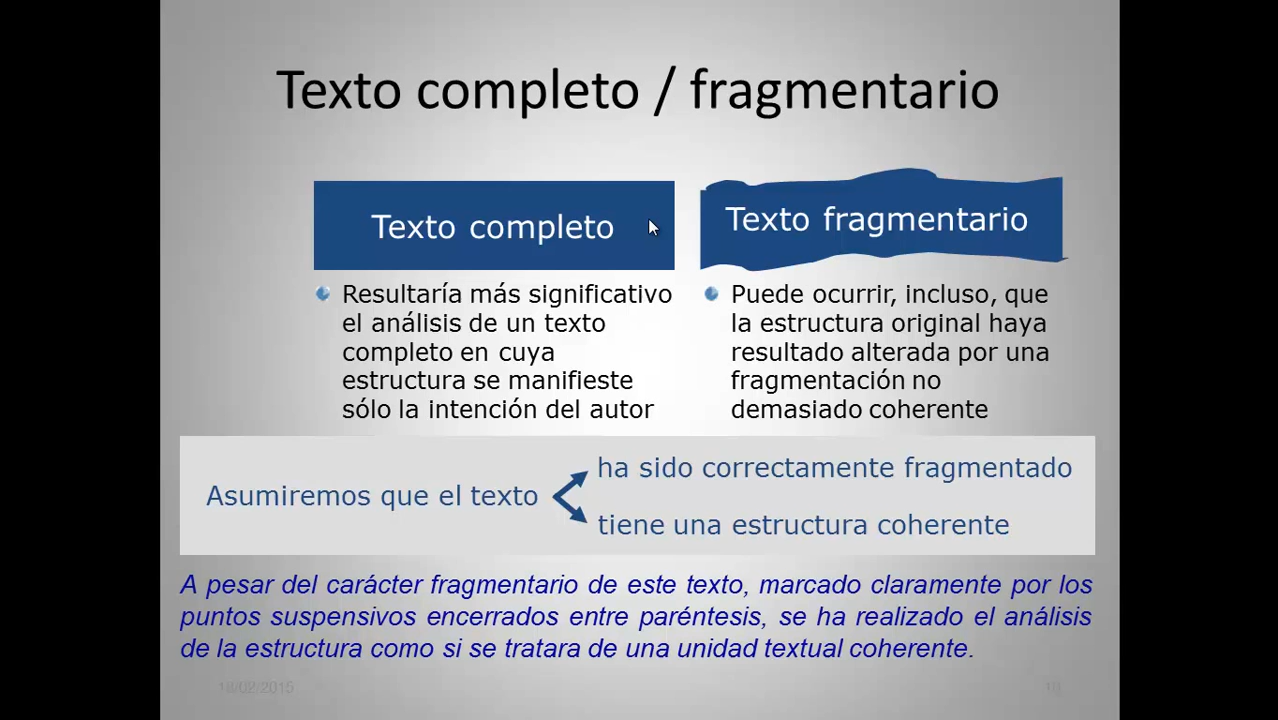 Texto completo / fragmentario
Texto completo
Resultaría más significativo
el análisis de un texto
completo en cuya
estructura se manifieste
sólo la intención del autor
Texto fragmentario
Puede ocurrir, incluso, que
la estructura original haya
resultado alterada por una
fragmentación no
demasiado coherente
Asumiremos que el texto
ha sido correctamente fragmentado
tiene una estructura coherente
A pesar del carácter fragmentario de este texto, marcado claramente por los
puntos suspensivos encerrados entre paréntesis, se ha realizado el análisis
de la estructura como si se tratara de una unidad textual coherente.
18/02/2015